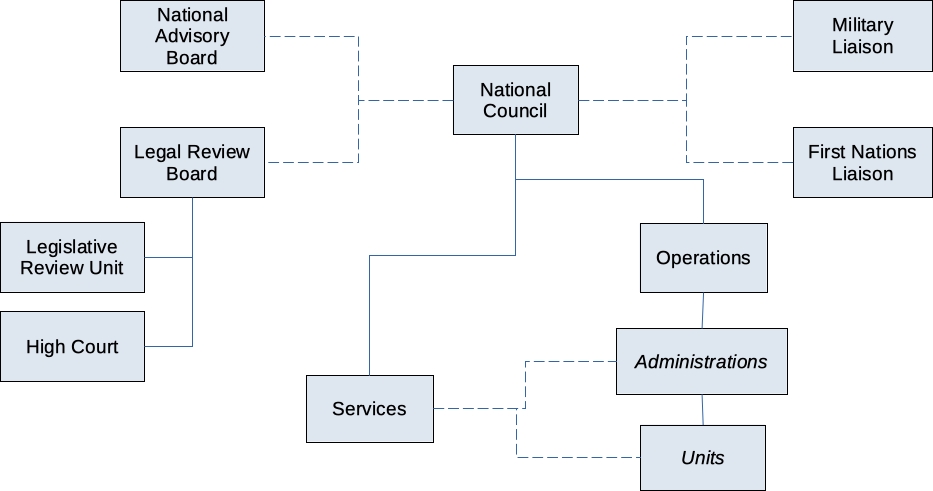 National
Advisory
Board
Military
Liaison
National
Council
Legal Review
Board
First Nations
Liaison
Legislative
Review Unit
Operations
High Court
Administrations
Services
Units